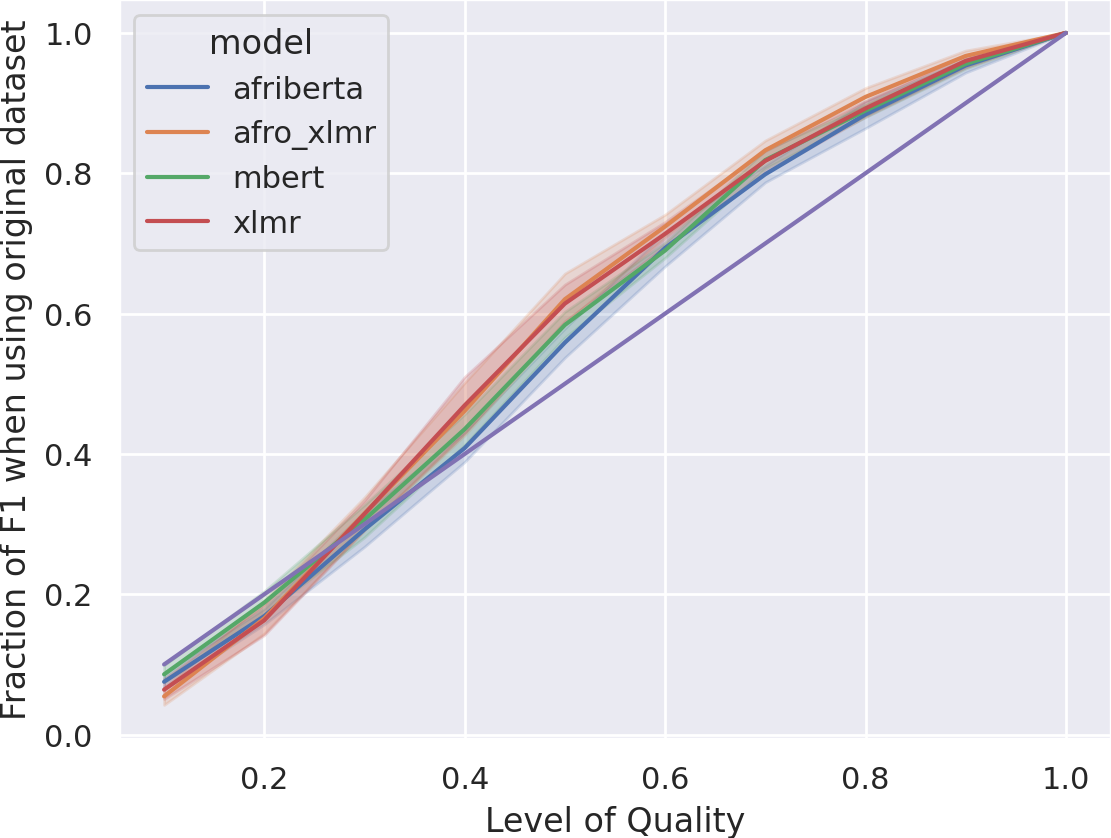 Fraction of F1 when using original dataset
1.0
0.8
0.6
0.4
0.2
0.0
model
afriberta
afro_xlmr
mbert
xlmr
0.2 0.4 0.6 0.8 1.0
Level of Quality